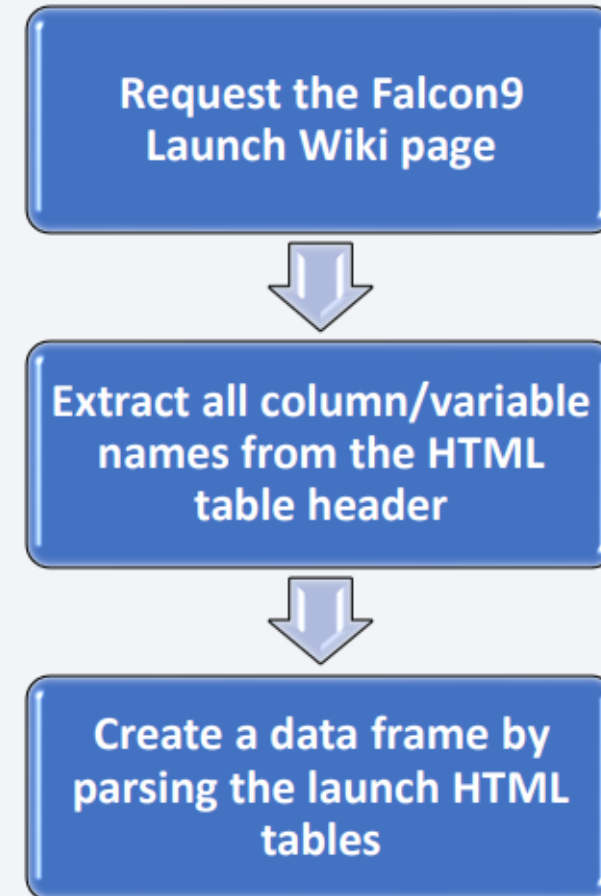 Request the Falcon9
Launch Wiki page
Extract all column/variable
names from the HTML
table header
Create a data frame by
parsing the launch HTML
tables